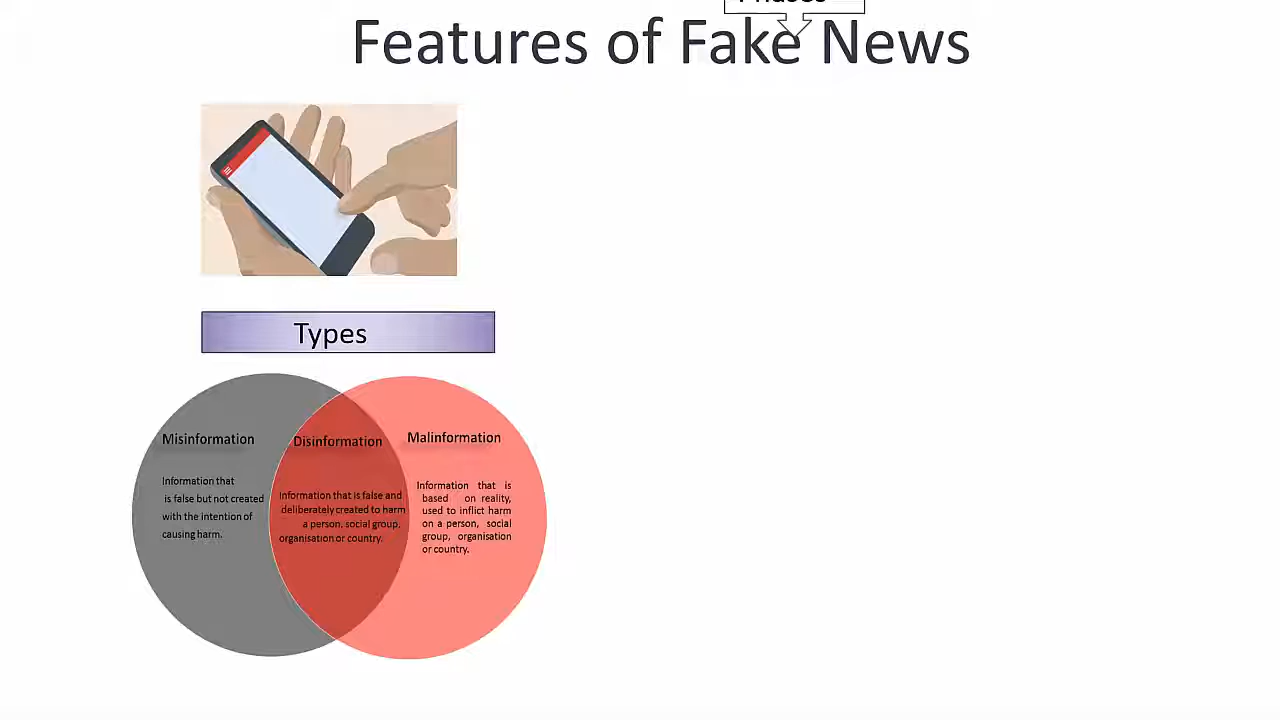 Phases
Features of Fake News
Types
Misinformation
Information that
is false but not created
with the intention of
causing harm.
Disinformation
Information that is false and
deliberately created to harm
a person, social group,
organisation or country.
Malinformation
Information that is
based on reality,
used to inflict harm
on a person, social
group, organisation
or country.